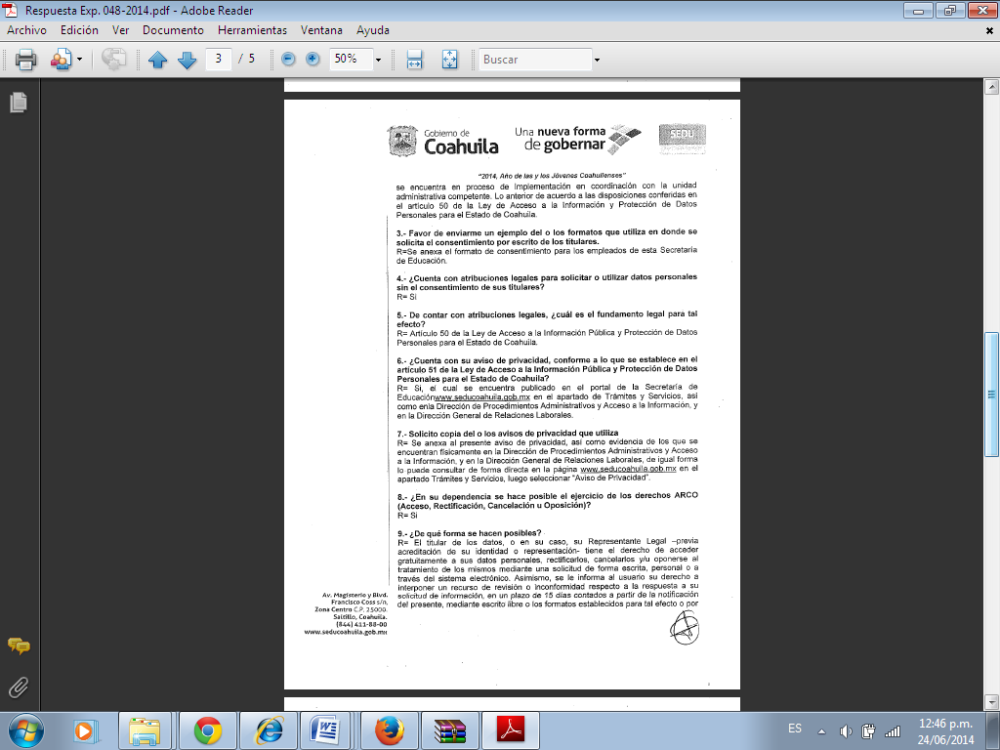 Respuesta Exp. 048-2014.pdf - Adobe Reader
Archivo Edición Ver Documento Herramientas Ventana Ayuda
3 / 5 50% Buscar
Gobierno de
Coahuila
Una nueva forma
de gobernar
SEDU
"2014, Año de las y los Jóvenes Coahuilenses"
se encuentra en proceso de Implementación en coordinación con la unidad
administrativa competente. Lo anterior de acuerdo a las disposiciones conferidas en
el artículo 50 de la Ley de Acceso a la Información y Protección de Datos
Personales para el Estado de Coahuila.
3.- Favor de enviarme un ejemplo del o los formatos que utiliza en donde se
solicita el consentimiento por escrito de los titulares.
R=Se anexa el formato de consentimiento para los empleados de esta Secretaría
de Educación.
4.- ¿Cuenta con atribuciones legales para solicitar o utilizar datos personales
sin el consentimiento de sus titulares?
R= Si
5.- De contar con atribuciones legales, ¿cuál es el fundamento legal para tal
efecto?
R= Artículo 50 de la Ley de Acceso a la Información Pública y Protección de Datos
Personales para el Estado de Coahuila.
6.- ¿Cuenta con su aviso de privacidad, conforme a lo que se establece en el
artículo 51 de la Ley de Acceso a la Información Pública y Protección de Datos
Personales para el Estado de Coahuila?
R= Si, el cual se encuentra publicado en el portal de la Secretaría de
Educaciónwww.seducoahuila.gob.mx en el apartado de Trámites y Servicios, así
como enla Dirección de Procedimientos Administrativos y Acceso a la Información, y
en la Dirección General de Relaciones Laborales.
7.- Solicito copia del o los avisos de privacidad que utiliza
R= Se anexa al presente aviso de privacidad, así como evidencia de los que se
encuentran físicamente en la Dirección de Procedimientos Administrativos y Acceso
a la Información, y en la Dirección General de Relaciones Laborales, de igual forma
lo puede consultar de forma directa en la página www.seducoahuila.gob.mx en el
apartado Trámites y Servicios, luego seleccionar "Aviso de Privacidad".
8.- ¿En su dependencia se hace posible el ejercicio de los derechos ARCO
(Acceso, Rectificación, Cancelación u Oposición)?
R= Si
9.- ¿De qué forma se hacen posibles?
R= El titular de los datos, o en su caso, su Representante Legal –previa
acreditación de su identidad o representación- tiene el derecho de acceder
gratuitamente a sus datos personales, rectificarlos, cancelarlos y/u oponerse al
tratamiento de los mismos mediante una solicitud de forma escrita, personal o a
través del sistema electrónico. Asimismo, se le informa al usuario su derecho a
interponer un recurso de revisión o inconformidad respecto a la respuesta a su
solicitud de información, en un plazo de 15 días contados a partir de la notificación
del presente, mediante escrito libre o los formatos establecidos para tal efecto o por
Av. Magisterio y Blvd.
Francisco Coss s/n,
Zona Centro C.P. 25000.
Saltillo, Coahuila.
(844) 411-88-00
www.seducoahuila.gob.mx
ES
12:46 p.m.
24/06/2014